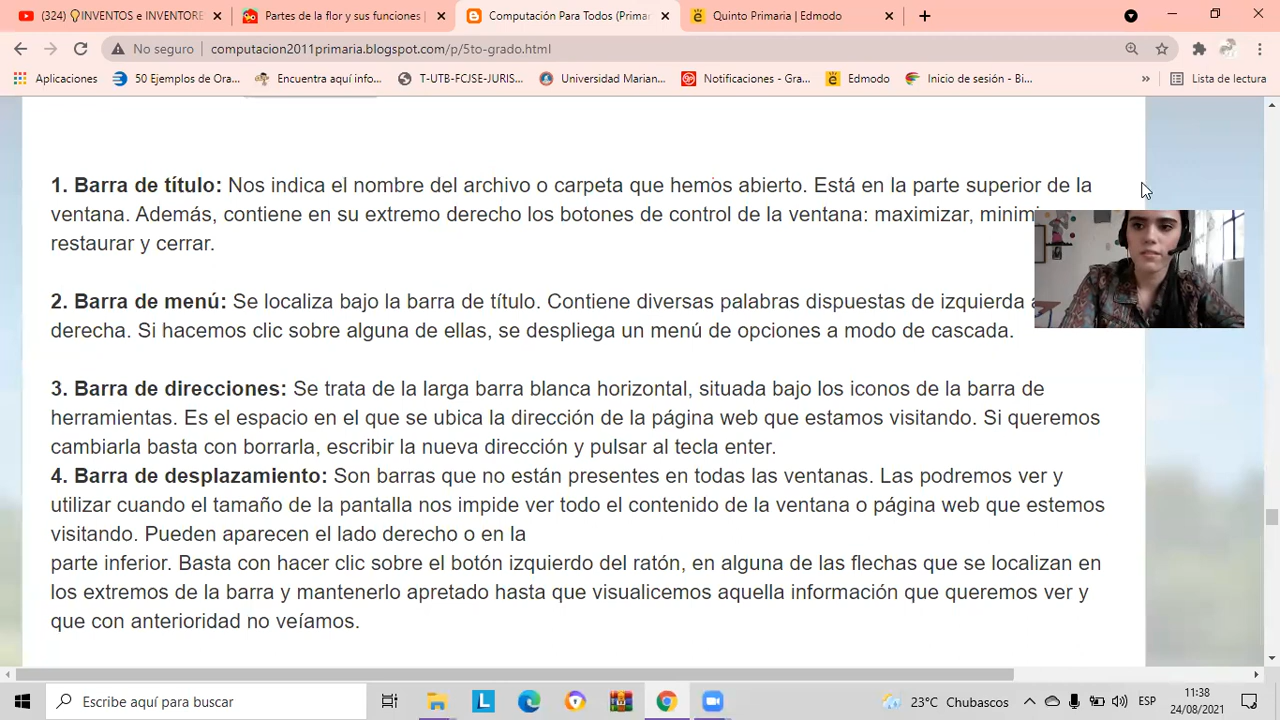 (324) 💡INVENTOS e INVENTORE
Partes de la flor y sus funciones |
Computación Para Todos (Primar
Quinto Primaria | Edmodo
No seguro | computacion2011primaria.blogspot.com/p/5to-grado.html
Aplicaciones
50 Ejemplos de Ora...
Encuentra aquí info...
T-UTB-FCJSE-JURIS...
Universidad Marian...
Notificaciones - Gra...
Edmodo
Inicio de sesión - Bi...
»
Lista de lectura
1. Barra de título: Nos indica el nombre del archivo o carpeta que hemos abierto. Está en la parte superior de la
ventana. Además, contiene en su extremo derecho los botones de control de la ventana: maximizar, minimi
restaurar y cerrar.
2. Barra de menú: Se localiza bajo la barra de título. Contiene diversas palabras dispuestas de izquierda
derecha. Si hacemos clic sobre alguna de ellas, se despliega un menú de opciones a modo de cascada.
3. Barra de direcciones: Se trata de la larga barra blanca horizontal, situada bajo los iconos de la barra de
herramientas. Es el espacio en el que se ubica la dirección de la página web que estamos visitando. Si queremos
cambiarla basta con borrarla, escribir la nueva dirección y pulsar al tecla enter.
4. Barra de desplazamiento: Son barras que no están presentes en todas las ventanas. Las podremos ver y
utilizar cuando el tamaño de la pantalla nos impide ver todo el contenido de la ventana o página web que estemos
visitando. Pueden aparecen el lado derecho o en la
parte inferior. Basta con hacer clic sobre el botón izquierdo del ratón, en alguna de las flechas que se localizan en
los extremos de la barra y mantenerlo apretado hasta que visualicemos aquella información que queremos ver y
que con anterioridad no veíamos.
Escribe aquí para buscar
L
23°C Chubascos
ESP
11:38
24/08/2021